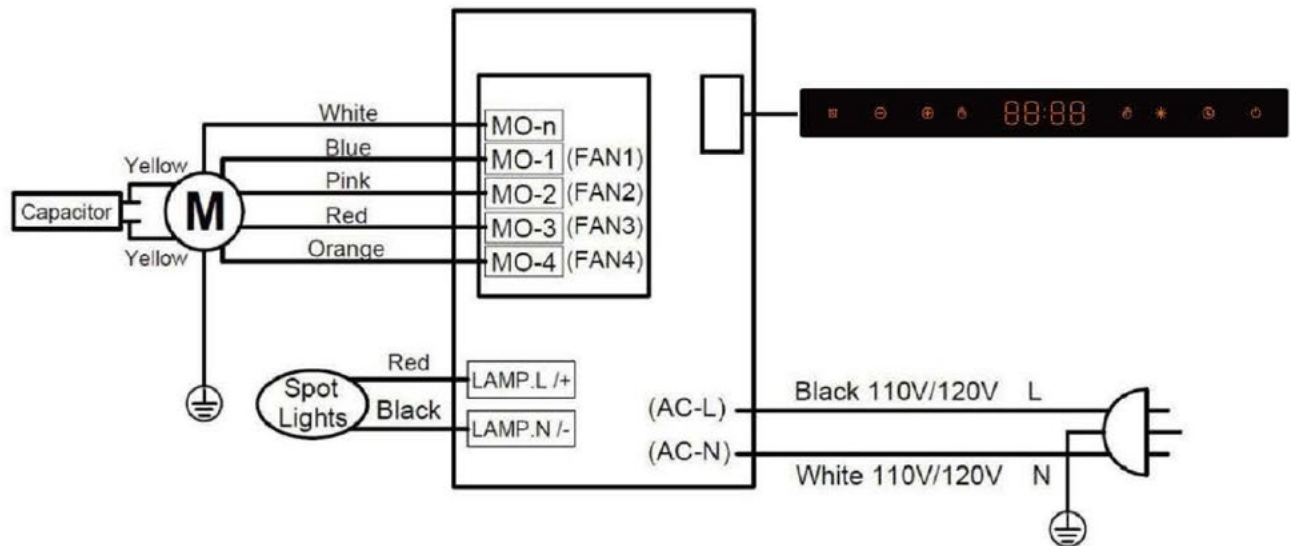 White
MO-n
Blue
MO-1 (FAN1)
Yellow
Pink
MO-2 (FAN2)
Capacitor
M
Red
MO-3 (FAN3)
Yellow
Orange
MO-4 (FAN4)
88:88
Red
LAMP.L /+
Spot
Lights
Black
LAMP.N /-
(AC-L)
Black 110V/120V L
(AC-N)
White 110V/120V N